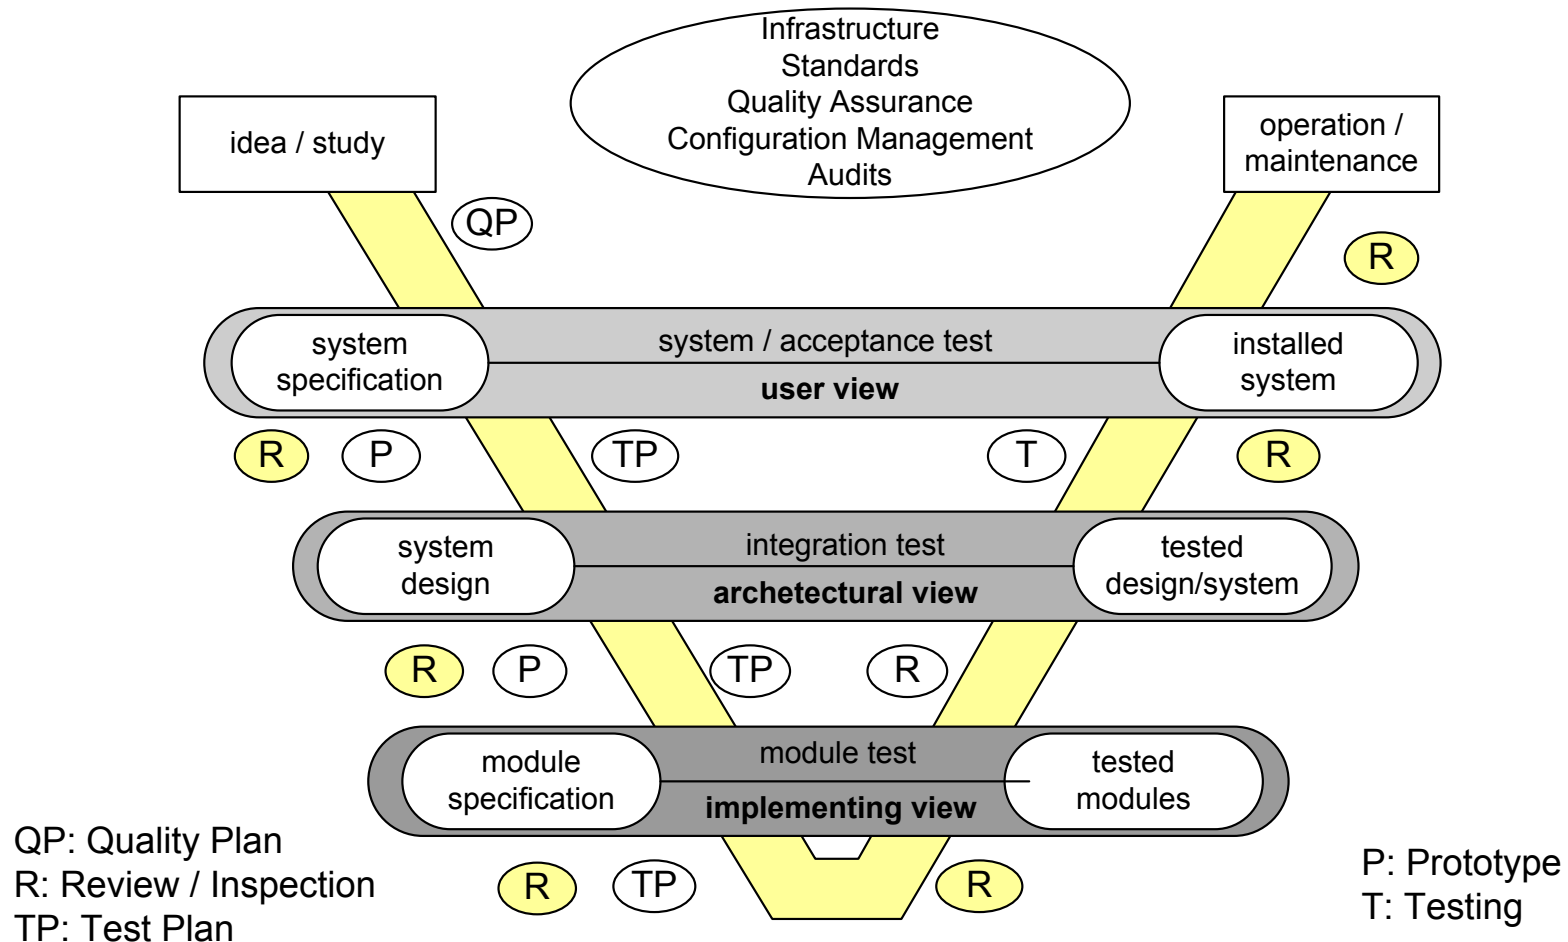 Infrastructure
Standards
Quality Assurance
Configuration Management
Audits
idea / study
operation /
maintenance
QP
R
system
specification
system / acceptance test
user view
installed
system
R
P
TP
T
R
system
design
integration test
archetectural view
tested
design/system
R
P
TP
R
module
specification
module test
implementing view
tested
modules
R
TP
R
QP: Quality Plan
R: Review / Inspection
TP: Test Plan
P: Prototype
T: Testing